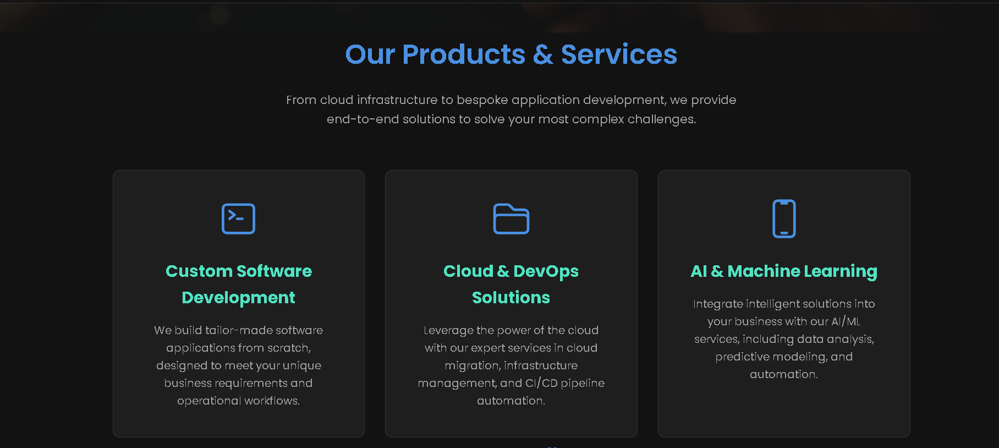 Our Products & Services
From cloud infrastructure to bespoke application development, we provide
end-to-end solutions to solve your most complex challenges.
Custom Software
Development
We build tailor-made software
applications from scratch,
designed to meet your unique
business requirements and
operational workflows.
Cloud & DevOps
Solutions
Leverage the power of the cloud
with our expert services in cloud
migration, infrastructure
management, and CI/CD pipeline
automation.
AI & Machine Learning
Integrate intelligent solutions into
your business with our AI/ML
services, including data analysis,
predictive modeling, and
automation.